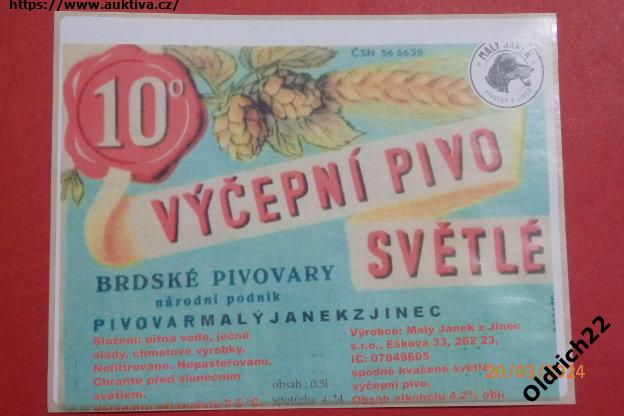 https://www.auktiva.cz/
ČSN 56 6635
MALÝ JANEK
PIVOVAR Z JINEC
10°
VÝČEPNÍ PIVO
SVĚTLÉ
BRDSKÉ PIVOVARY
národní podnik
PIVOVARMALÝJANEKZJINEC
Složení: pitná voda, ječné
slady, chmelové výrobky.
Nefiltrováno. Nepasterováno.
Chraňte před slunečním
světlem.
obsah: 0,5l
spotřeba 4/24
Výrobce: Malý Janek z Jinec
s.r.o., Eškova 33, 262 23,
IČ: 07849605
spodně kvašené světlé
výčepní pivo,
Obsah alkoholu 4.2% obj.
20/03/2024
Oldrich22